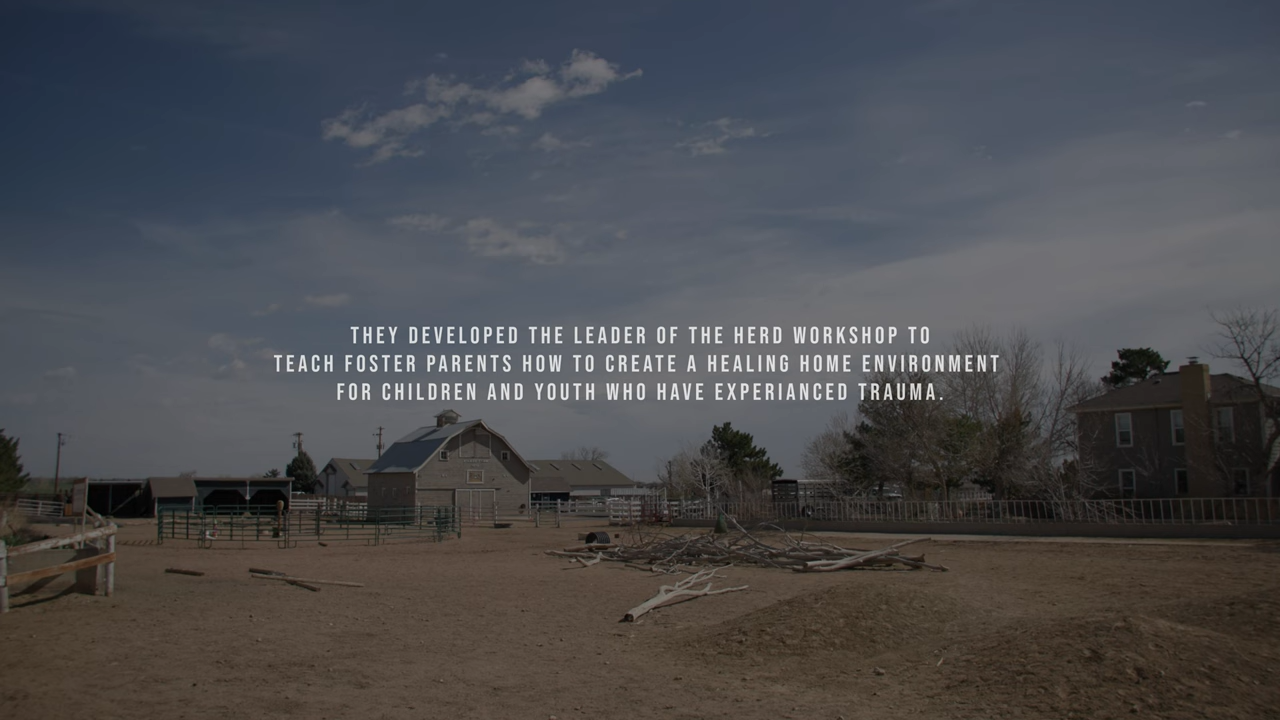 THEY DEVELOPED THE LEADER OF THE HERD WORKSHOP TO
TEACH FOSTER PARENTS HOW TO CREATE A HEALING HOME ENVIRONMENT
FOR CHILDREN AND YOUTH WHO HAVE EXPERIANCED TRAUMA.